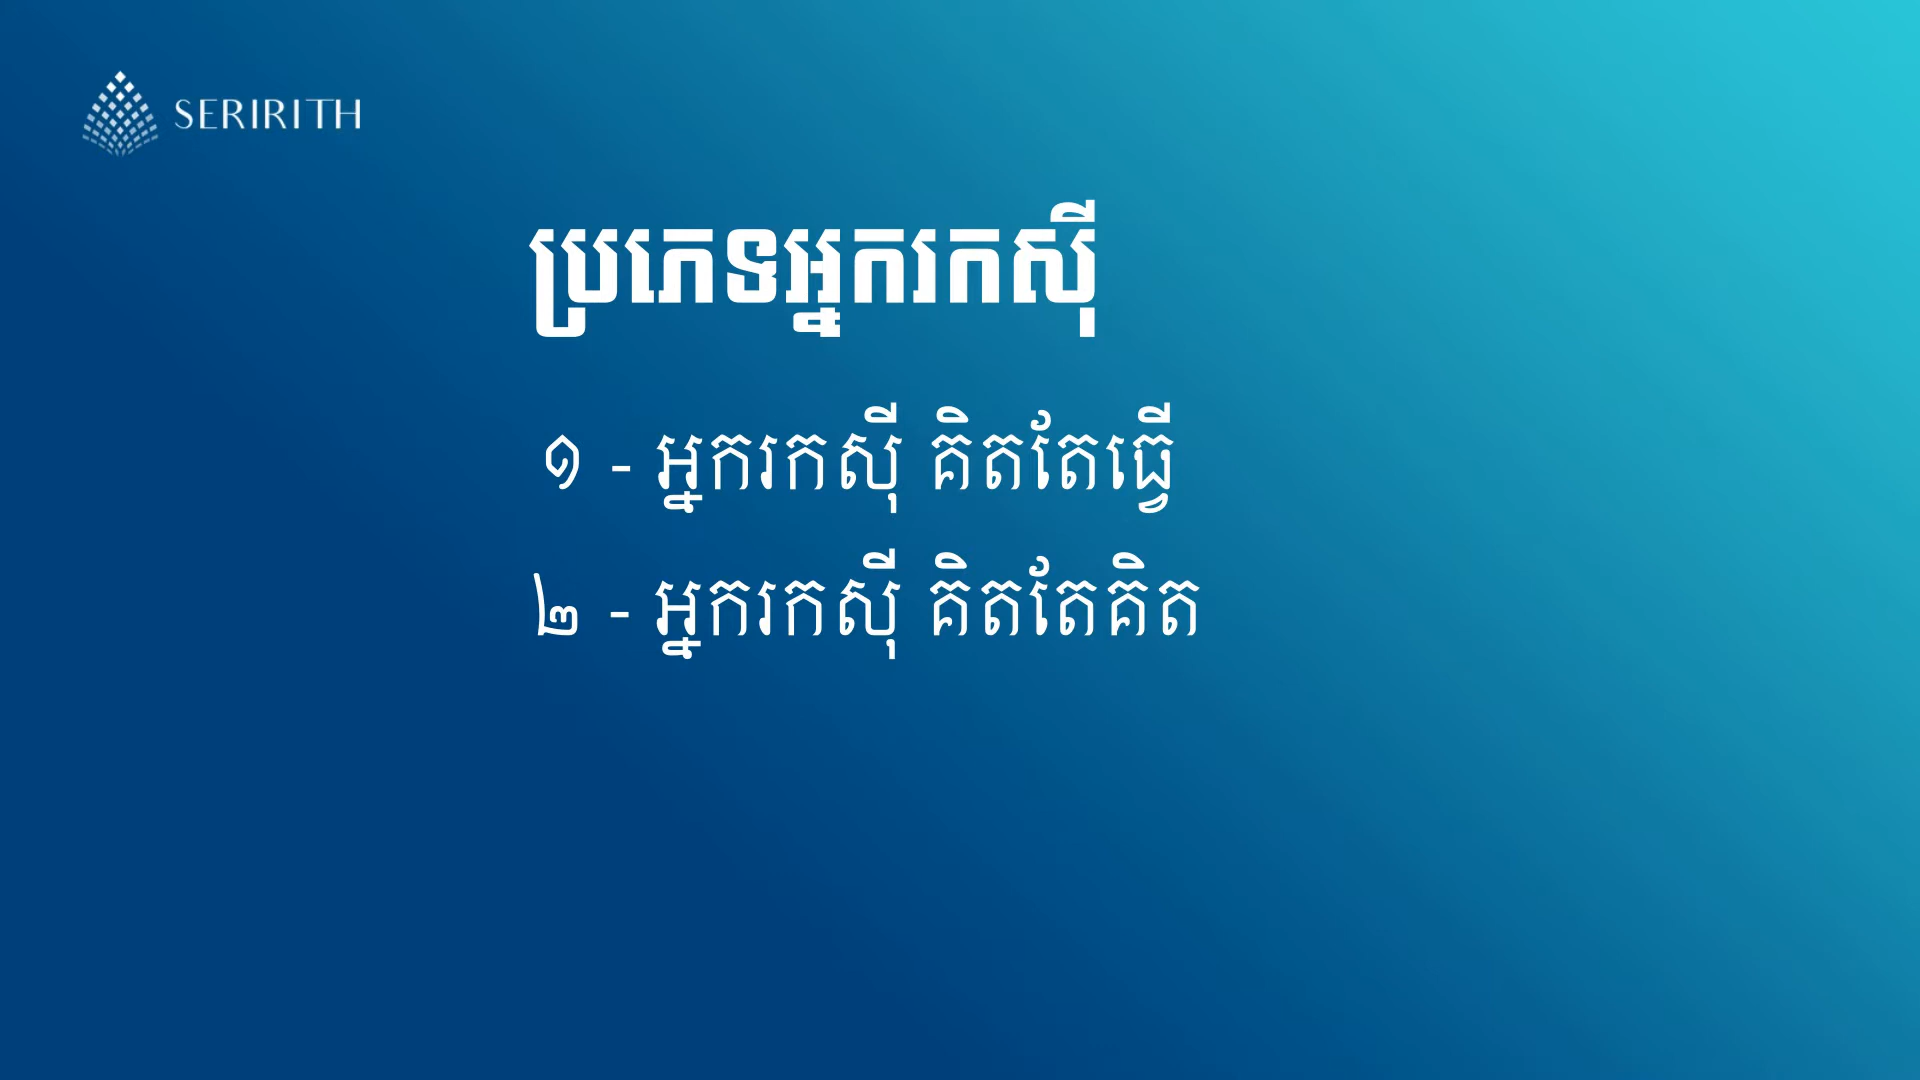 SERIRITH
ប្រភេទអ្នករកស៊ី
១ - អ្នករកស៊ី គិតតែធ្វើ
២ - អ្នករកស៊ី គិតតែគិត